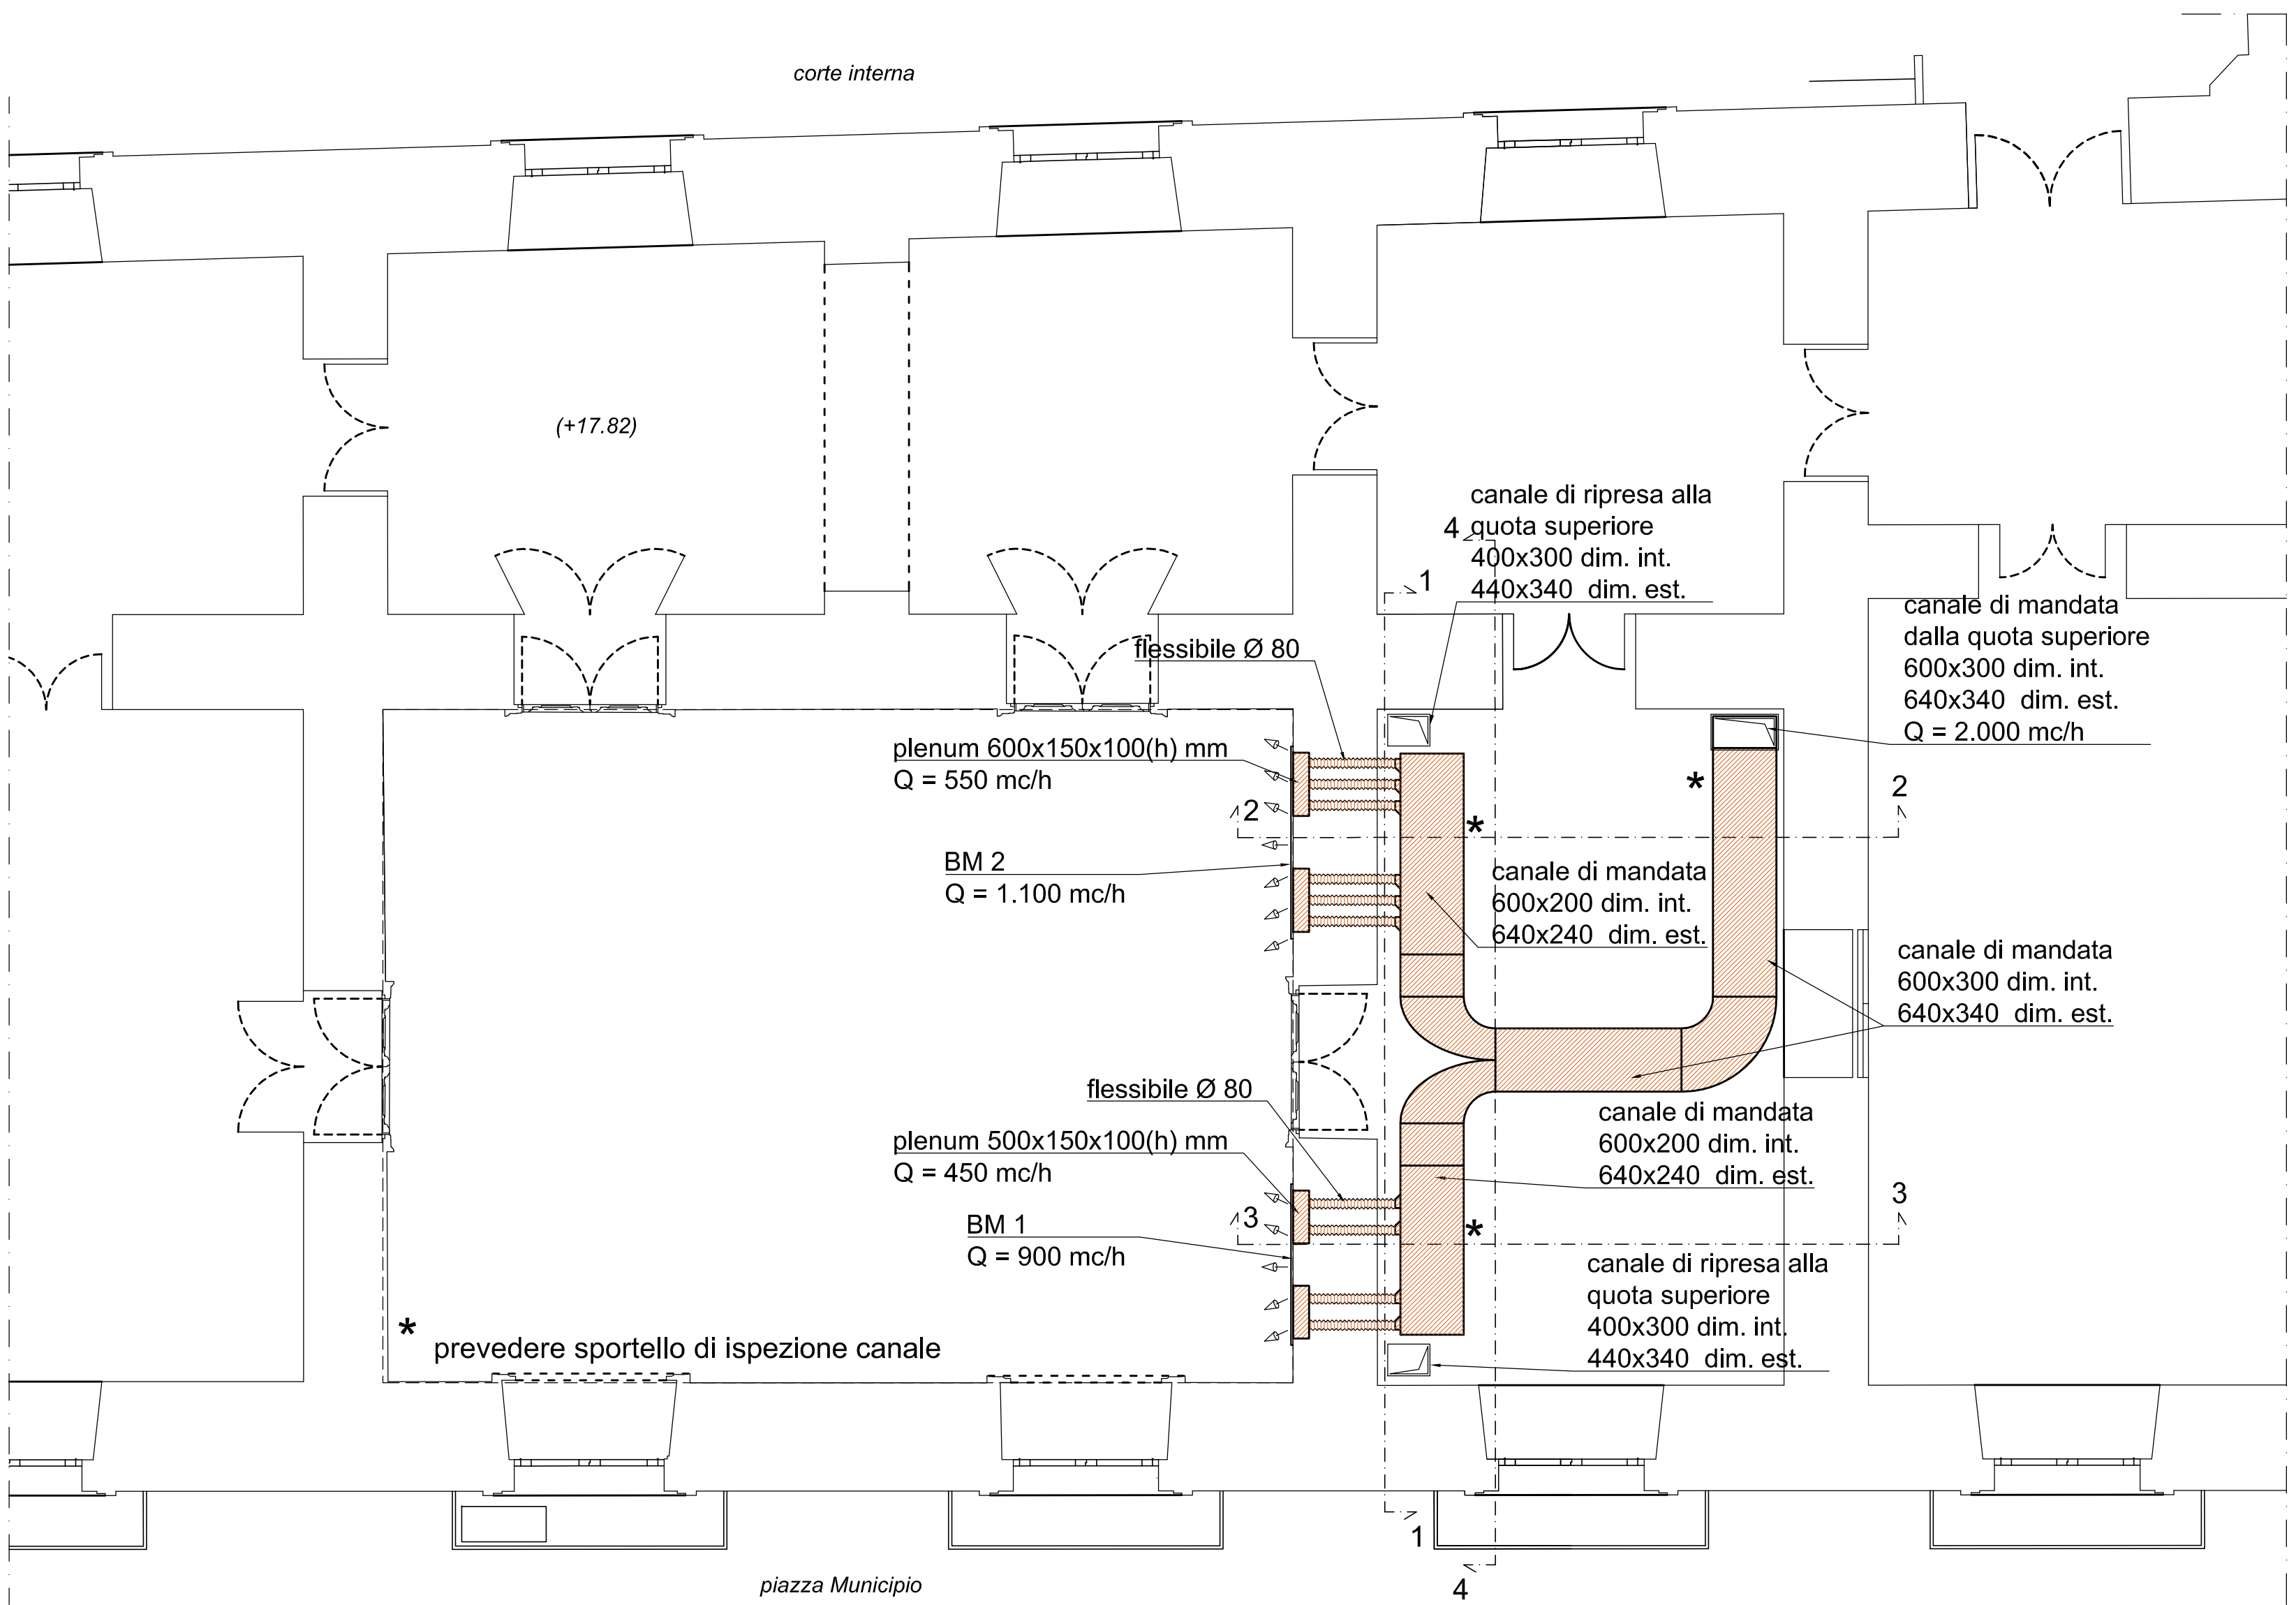 corte interna
(+17.82)
canale di ripresa alla
quota superiore
400x300 dim. int.
440x340 dim. est.
4
1
canale di mandata
dalla quota superiore
600x300 dim. int.
640x340 dim. est.
Q = 2.000 mc/h
flessibile Ø 80
plenum 600x150x100(h) mm
Q = 550 mc/h
*
2
2
*
BM 2
Q = 1.100 mc/h
canale di mandata
600x200 dim. int.
640x240 dim. est.
canale di mandata
600x300 dim. int.
640x340 dim. est.
flessibile Ø 80
plenum 500x150x100(h) mm
Q = 450 mc/h
canale di mandata
600x200 dim. int.
640x240 dim. est.
3
3
*
BM 1
Q = 900 mc/h
canale di ripresa alla
quota superiore
400x300 dim. int.
440x340 dim. est.
* prevedere sportello di ispezione canale
1
4
piazza Municipio